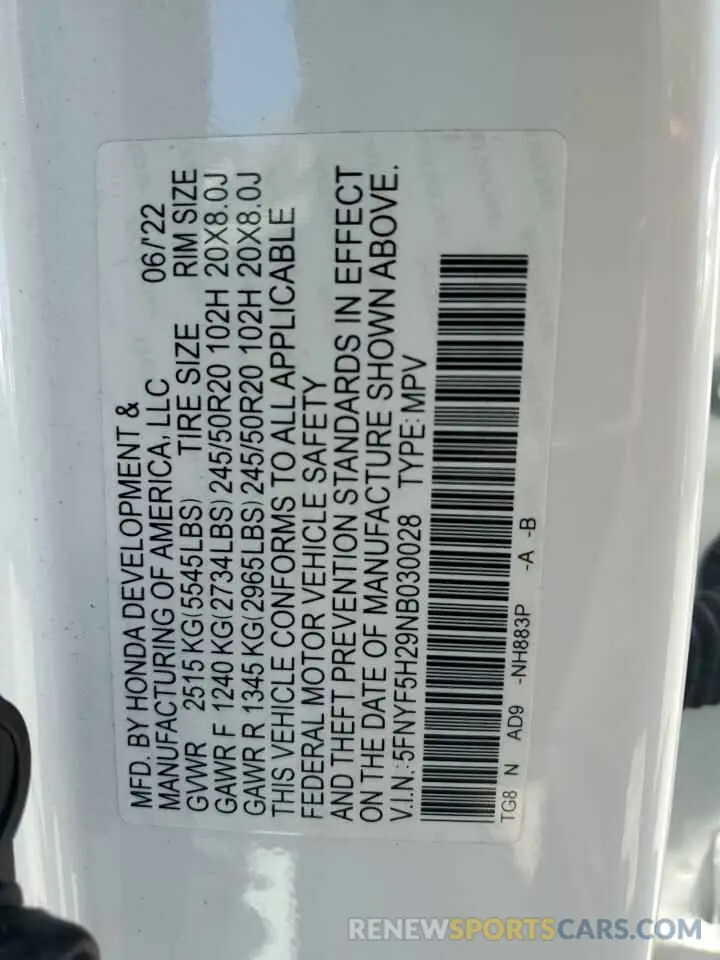 MFD. BY HONDA DEVELOPMENT &
MANUFACTURING OF AMERICA, LLC 06/'22
GVWR 2515 KG(5545LBS) TIRE SIZE RIM SIZE
GAWR F 1240 KG(2734LBS) 245/50R20 102H 20X8.0J
GAWR R 1345 KG(2965LBS) 245/50R20 102H 20X8.0J
THIS VEHICLE CONFORMS TO ALL APPLICABLE
FEDERAL MOTOR VEHICLE SAFETY
AND THEFT PREVENTION STANDARDS IN EFFECT
ON THE DATE OF MANUFACTURE SHOWN ABOVE.
V.I.N.:5FNYF5H29NB030028 TYPE:MPV
TG8 N AD9 -NH883P -A -B
RENEWSPORTSCARS.COM